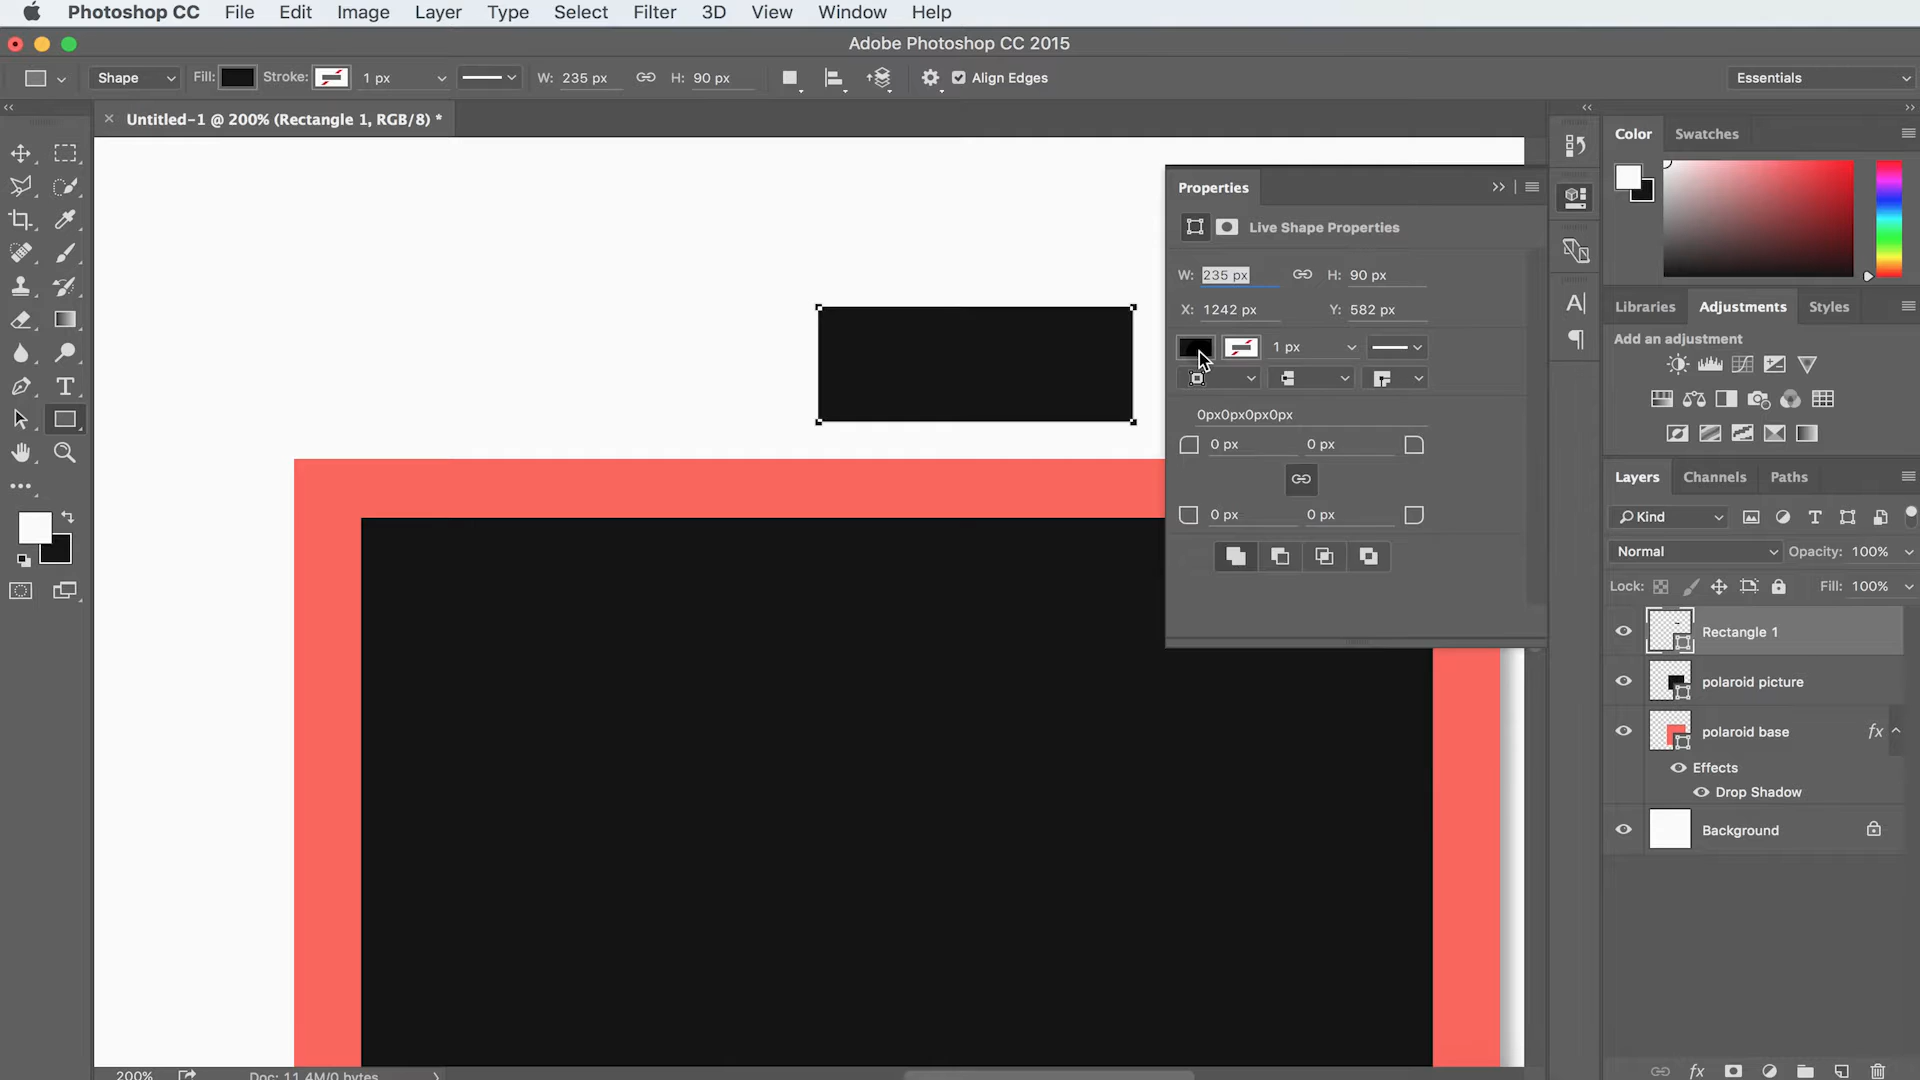 Photoshop CC File Edit Image Layer Type Select Filter 3D View Window Help
Adobe Photoshop CC 2015
Shape Fill: Stroke: 1 px W: 235 px H: 90 px Align Edges Essentials
Untitled-1 @ 200% (Rectangle 1, RGB/8) *
Properties
Live Shape Properties
W: 235 px H: 90 px
X: 1242 px Y: 582 px
1 px
0px0px0px0px
0 px 0 px
0 px 0 px
Color Swatches
Libraries Adjustments Styles
Add an adjustment
Layers Channels Paths
Kind
Normal Opacity: 100%
Lock: Fill: 100%
Rectangle 1
polaroid picture
polaroid base fx
Effects
Drop Shadow
Background
fx
200% Doc: 11.4M/0 bytes